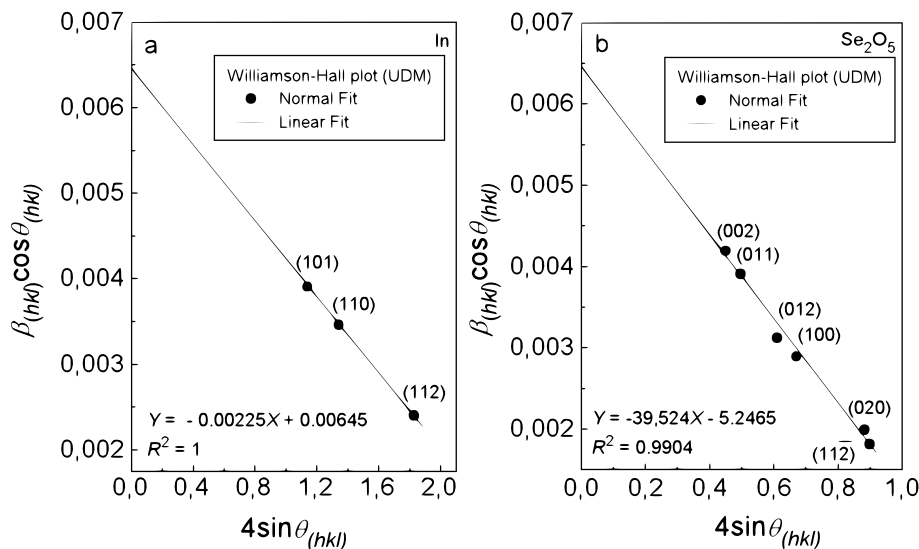 a
In
Williamson-Hall plot (UDM)
Normal Fit
Linear Fit
0,007
0,006
0,005
0,004
0,003
0,002
β(hkl)cosθ(hkl)
(101)
(110)
(112)
Y = - 0.00225X + 0.00645
R² = 1
0,0 0,4 0,8 1,2 1,6 2,0
4sinθ(hkl)
b
Se₂O₅
Williamson-Hall plot (UDM)
Normal Fit
Linear Fit
0,007
0,006
0,005
0,004
0,003
0,002
β(hkl)cosθ(hkl)
(002)
(011)
(012)
(100)
(020)
(112̅)
Y = -39,524X - 5.2465
R² = 0.9904
0,0 0,2 0,4 0,6 0,8 1,0
4sinθ(hkl)